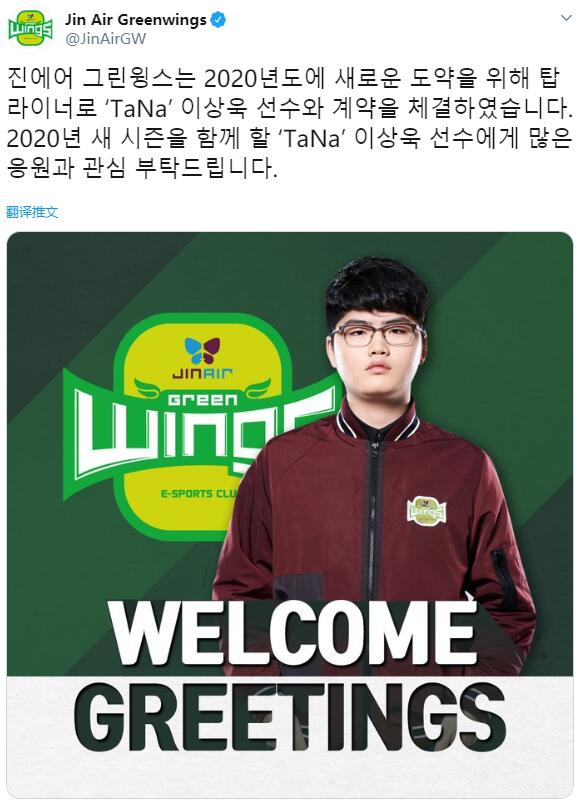 Jin Air Greenwings
@JinAirGW
진에어 그린윙스는 2020년도에 새로운 도약을 위해 탑
라이너로 ‘TaNa’ 이상욱 선수와 계약을 체결하였습니다.
2020년 새 시즌을 함께 할 ‘TaNa’ 이상욱 선수에게 많은
응원과 관심 부탁드립니다.
翻译推文
JINAIR
GREEN
WINGS
E-SPORTS CLU
WINGS
WELCOME
GREETINGS